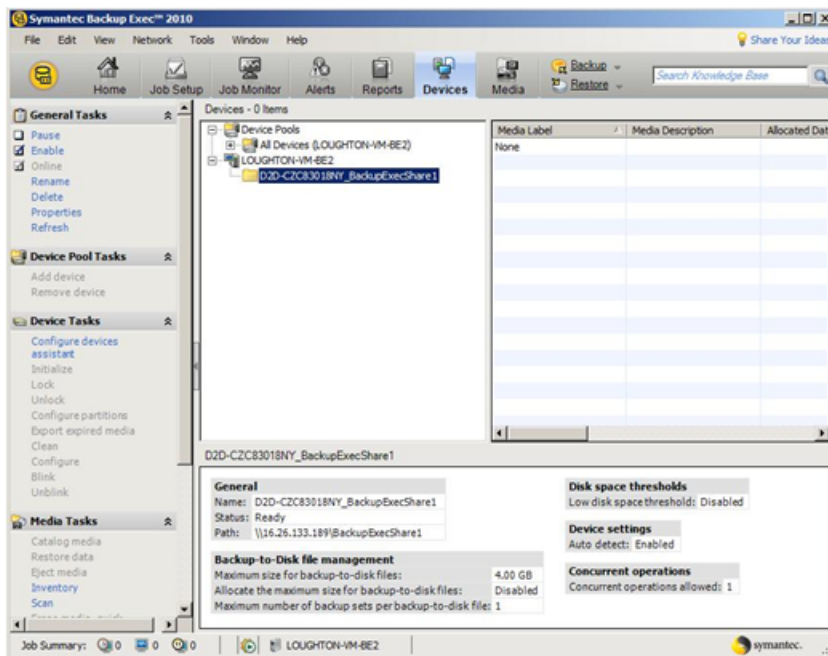 Symantec Backup Exec™ 2010
File Edit View Network Tools Window Help
Share Your Ideas
Home Job Setup Job Monitor Alerts Reports Devices Media Backup Restore Search Knowledge Base
General Tasks
Pause
Enable
Online
Rename
Delete
Properties
Refresh
Device Pool Tasks
Add device
Remove device
Device Tasks
Configure devices
assistant
Initialize
Lock
Unlock
Configure partitions
Export expired media
Clean
Configure
Blink
Unblink
Media Tasks
Catalog media
Restore data
Eject media
Inventory
Scan
Devices - 0 Items
Device Pools
All Devices (LOUGHTON-VM-BE2)
LOUGHTON-VM-BE2
D2D-CZC83018NY_BackupExecShare1
Media Label Media Description Allocated Dat
None
D2D-CZC83018NY_BackupExecShare1
General
Name: D2D-CZC83018NY_BackupExecShare1
Status: Ready
Path: \\16.26.133.189\BackupExecShare1
Backup-to-Disk file management
Maximum size for backup-to-disk files: 4.00 GB
Allocate the maximum size for backup-to-disk files: Disabled
Maximum number of backup sets per backup-to-disk file: 1
Disk space thresholds
Low disk space threshold: Disabled
Device settings
Auto detect: Enabled
Concurrent operations
Concurrent operations allowed: 1
Job Summary: 0 0 0 LOUGHTON-VM-BE2 symantec.